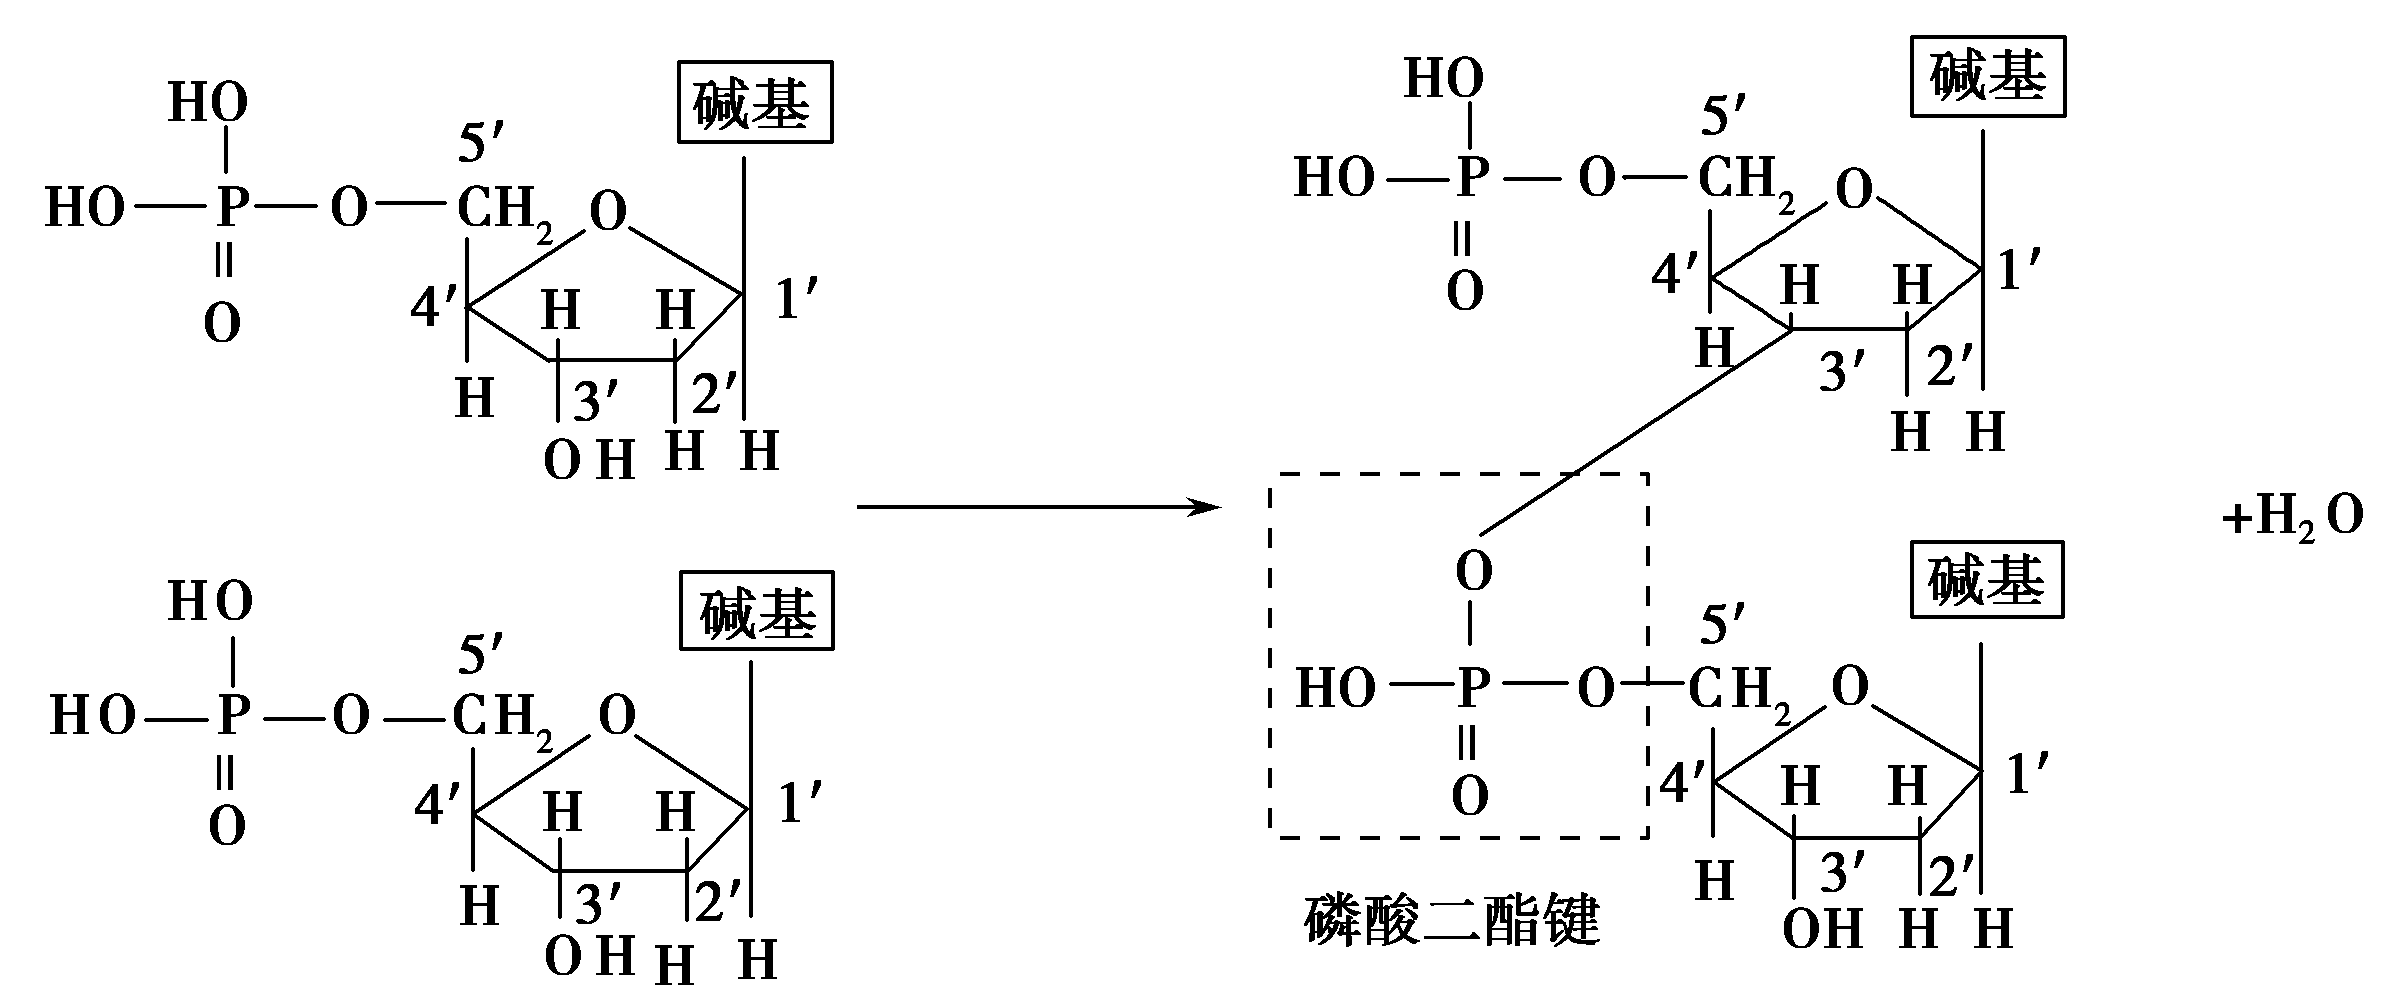 HO
碱基
5′
HO P O CH₂ O
O
4′ H H 1′
H 3′ 2′
OH H H
HO
碱基
5′
HO P O CH₂ O
O
4′ H H 1′
H 3′ 2′
OH H H
HO
碱基
5′
HO P O CH₂ O
O
4′ H H 1′
H 3′ 2′
H H
O
碱基
5′
HO P O CH₂ O
O
4′ H H 1′
H 3′ 2′
OH H H
磷酸二酯键
+H₂O